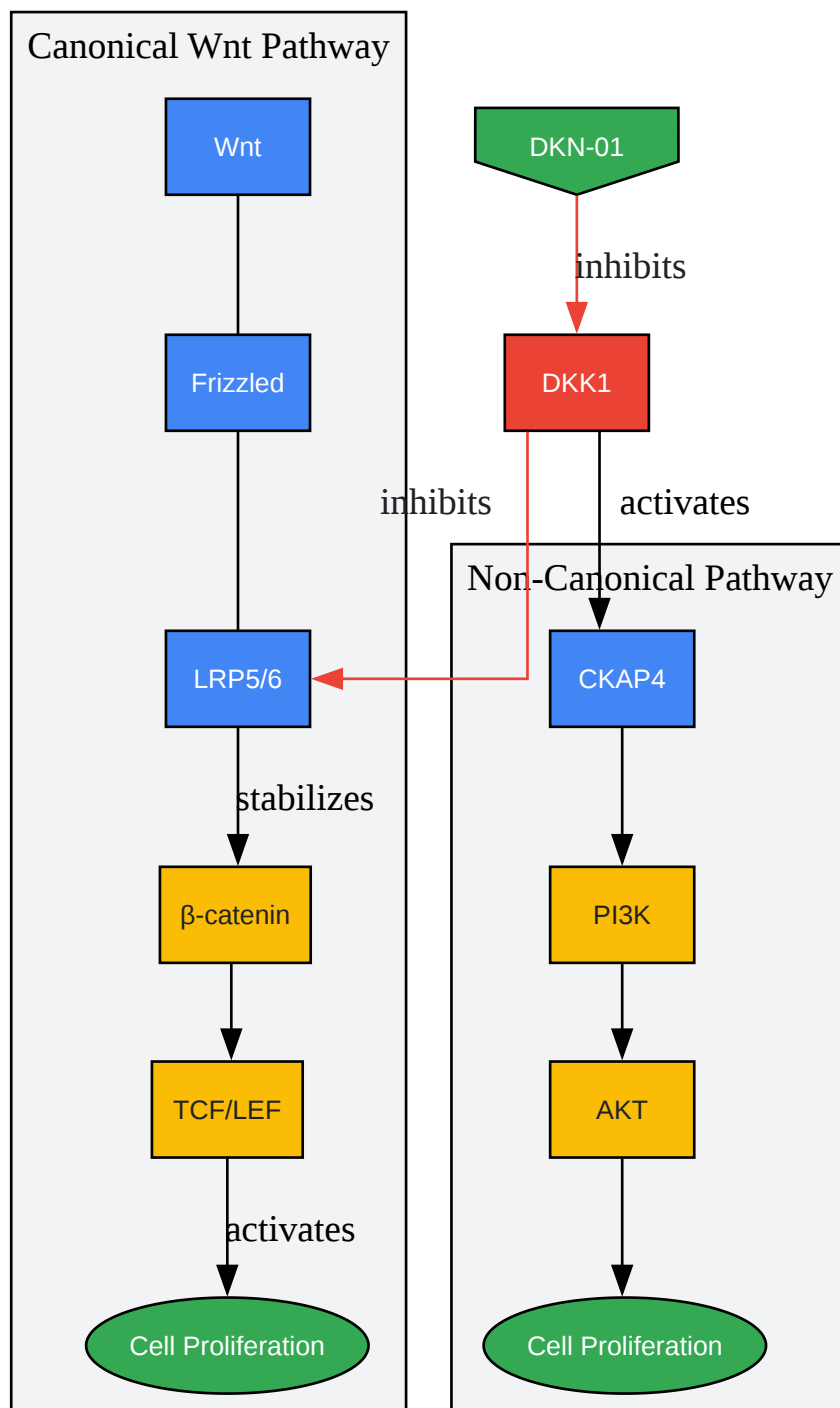 Canonical Wnt Pathway
Wnt
DKN-01
inhibits
Frizzled
DKK1
inhibits
activates
Non-Canonical Pathway
LRP5/6
CKAP4
stabilizes
β-catenin
PI3K
TCF/LEF
AKT
activates
Cell Proliferation
Cell Proliferation